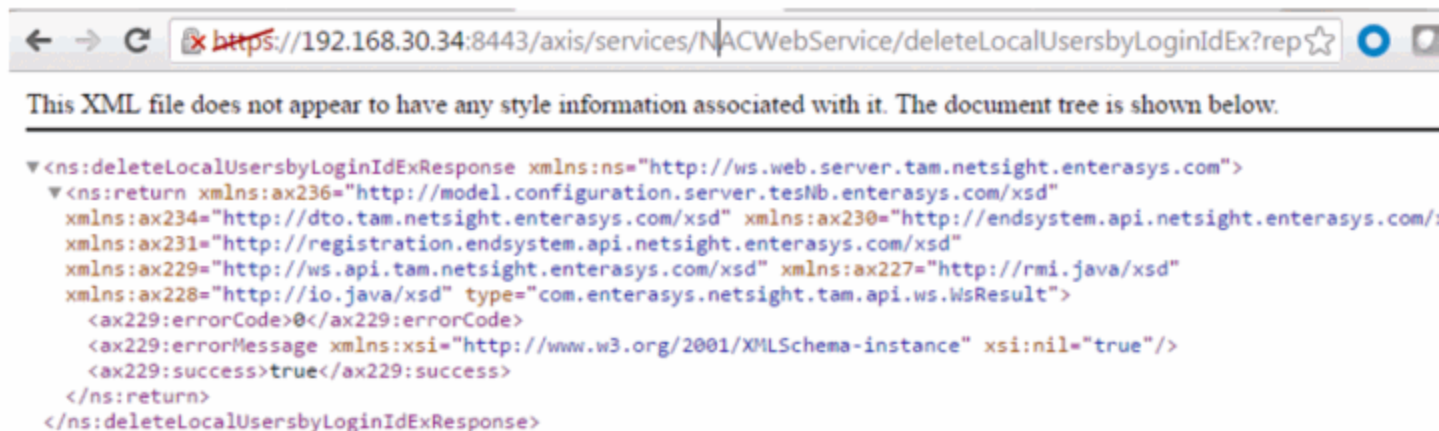 https://192.168.30.34:8443/axis/services/NACWebService/deleteLocalUsersbyLoginIdEx?rep
This XML file does not appear to have any style information associated with it. The document tree is shown below.
▼<ns:deleteLocalUsersbyLoginIdExResponse xmlns:ns="http://ws.web.server.tam.netsight.enterasys.com">
▼<ns:return xmlns:ax236="http://model.configuration.server.tesNb.enterasys.com/xsd"
xmlns:ax234="http://dto.tam.netsight.enterasys.com/xsd" xmlns:ax230="http://endsystem.api.netsight.enterasys.com/
xmlns:ax231="http://registration.endsystem.api.netsight.enterasys.com/xsd"
xmlns:ax229="http://ws.api.tam.netsight.enterasys.com/xsd" xmlns:ax227="http://rmi.java/xsd"
xmlns:ax228="http://io.java/xsd" type="com.enterasys.netsight.tam.api.ws.WsResult">
<ax229:errorCode>0</ax229:errorCode>
<ax229:errorMessage xmlns:xsi="http://www.w3.org/2001/XMLSchema-instance" xsi:nil="true"/>
<ax229:success>true</ax229:success>
</ns:return>
</ns:deleteLocalUsersbyLoginIdExResponse>